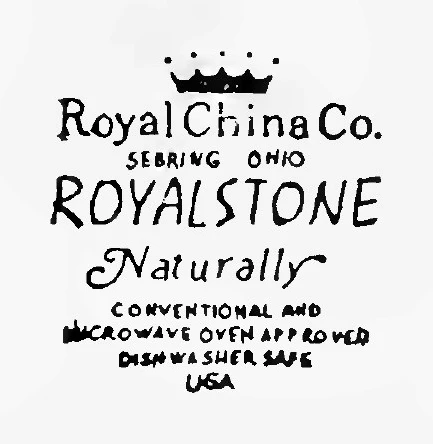 Royal China Co.
SEBRING OHIO
ROYALSTONE
Naturally
CONVENTIONAL AND
MICROWAVE OVEN APPROVED
DISHWASHER SAFE
USA